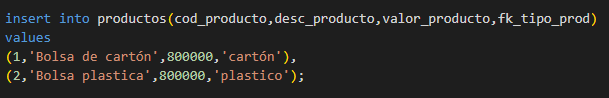 insert into productos(cod_producto,desc_producto,valor_producto,fk_tipo_prod)
values
(1,'Bolsa de cartón',800000,'cartón'),
(2,'Bolsa plastica',800000,'plastico');